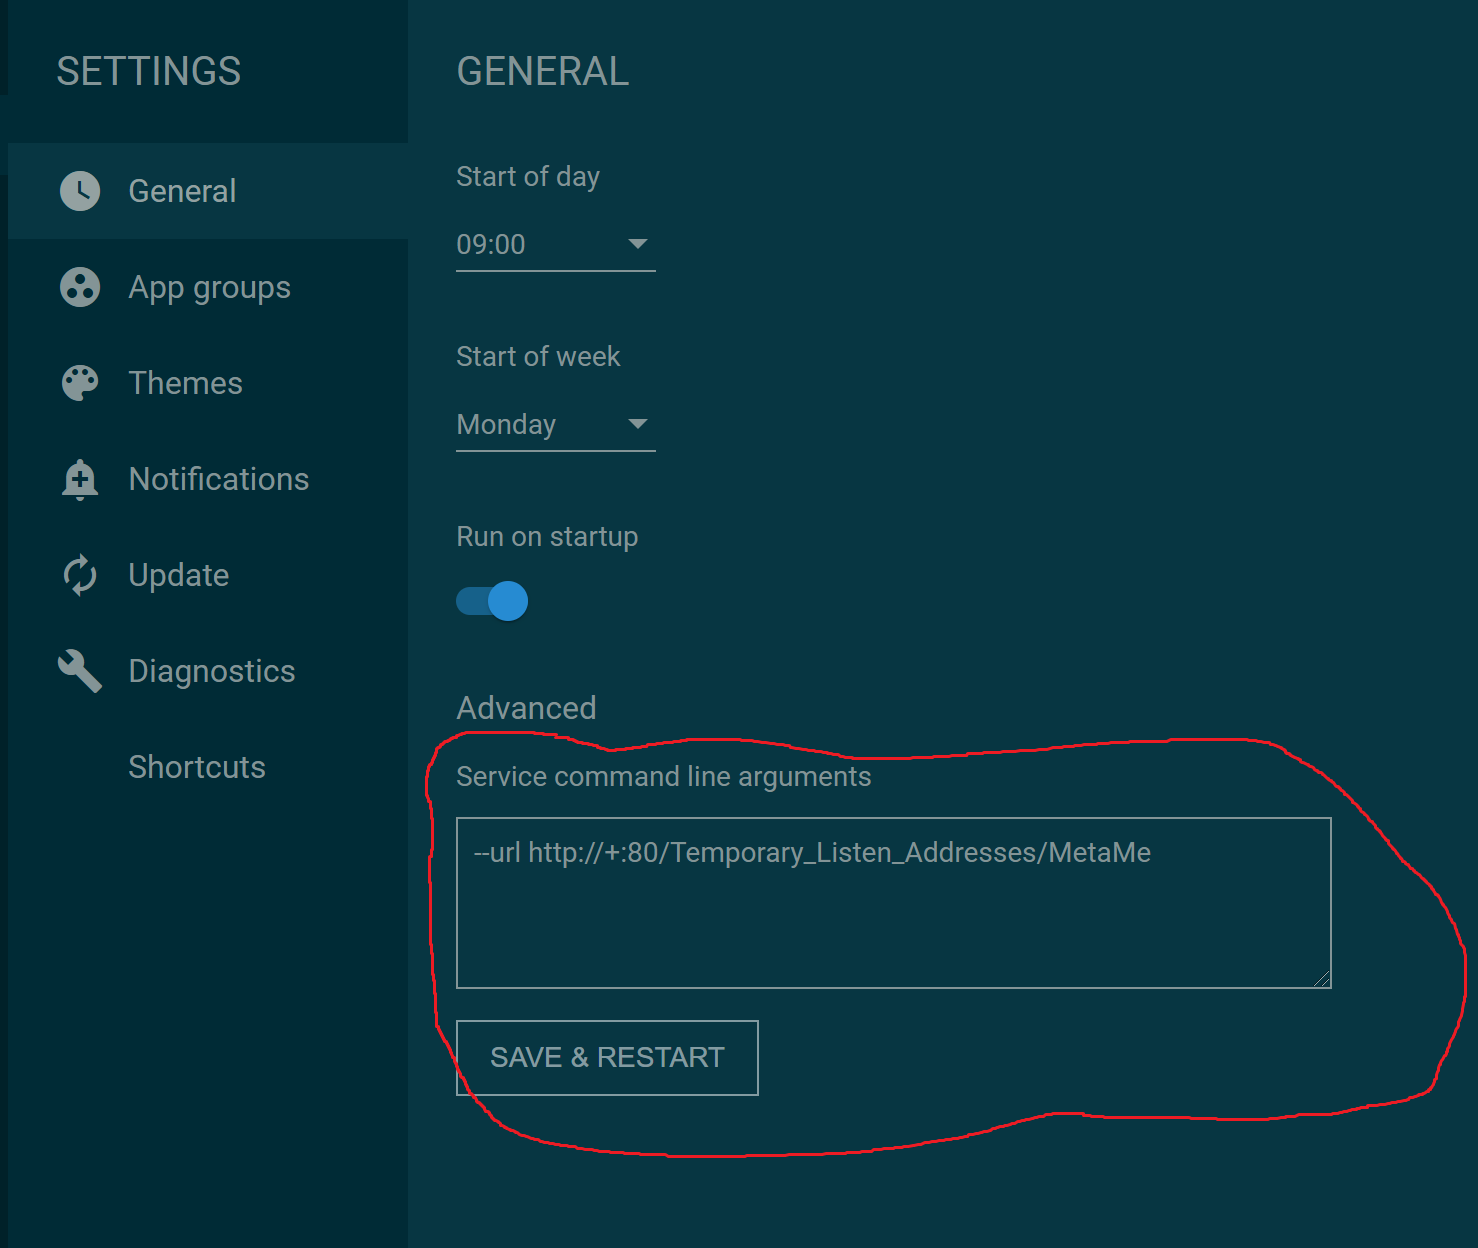 SETTINGS
General
App groups
Themes
Notifications
Update
Diagnostics
Shortcuts
GENERAL
Start of day
09:00
Start of week
Monday
Run on startup
Advanced
Service command line arguments
--url http://+:80/Temporary_Listen_Addresses/MetaMe
SAVE & RESTART